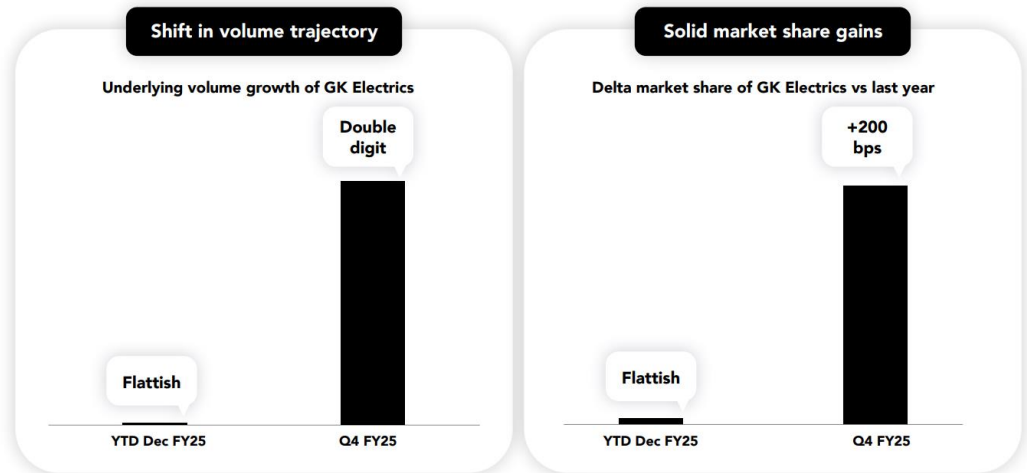 Shift in volume trajectory
Underlying volume growth of GK Electrics
Double
digit
Flattish
YTD Dec FY25
Q4 FY25
Solid market share gains
Delta market share of GK Electrics vs last year
+200
bps
Flattish
YTD Dec FY25
Q4 FY25